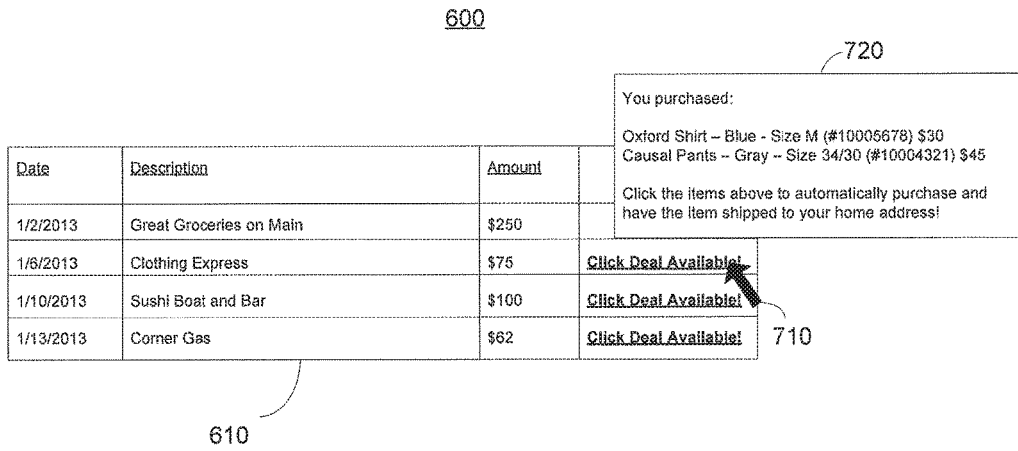 600
720
You purchased:
Oxford Shirt -- Blue - Size M (#10005678) $30
Causal Pants -- Gray -- Size 34/30 (#10004321) $45
Click the items above to automatically purchase and
have the item shipped to your home address!
Date Description Amount
1/2/2013 Great Groceries on Main $250
1/6/2013 Clothing Express $75 Click Deal Available!
1/10/2013 Sushi Boat and Bar $100 Click Deal Available!
1/13/2013 Corner Gas $62 Click Deal Available!
710
610